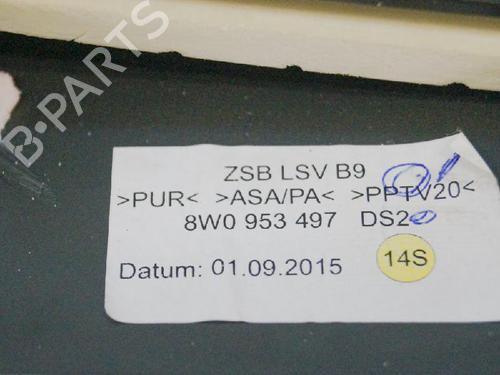 B-PARTS
ZSB LSV B9
>PUR< >ASA/PA< >PPTV20<
8W0 953 497 DS2
Datum: 01.09.2015
14S